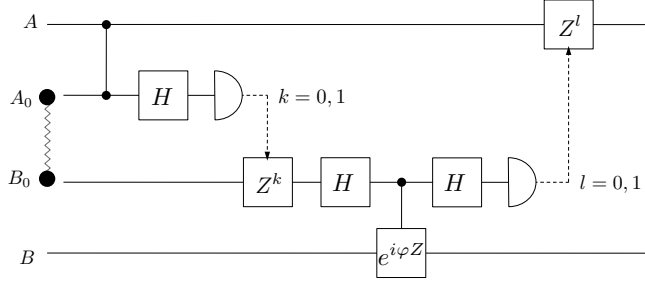 A
Z^l
A_0
H
k = 0, 1
B_0
Z^k
H
H
l = 0, 1
B
e^{iφZ}